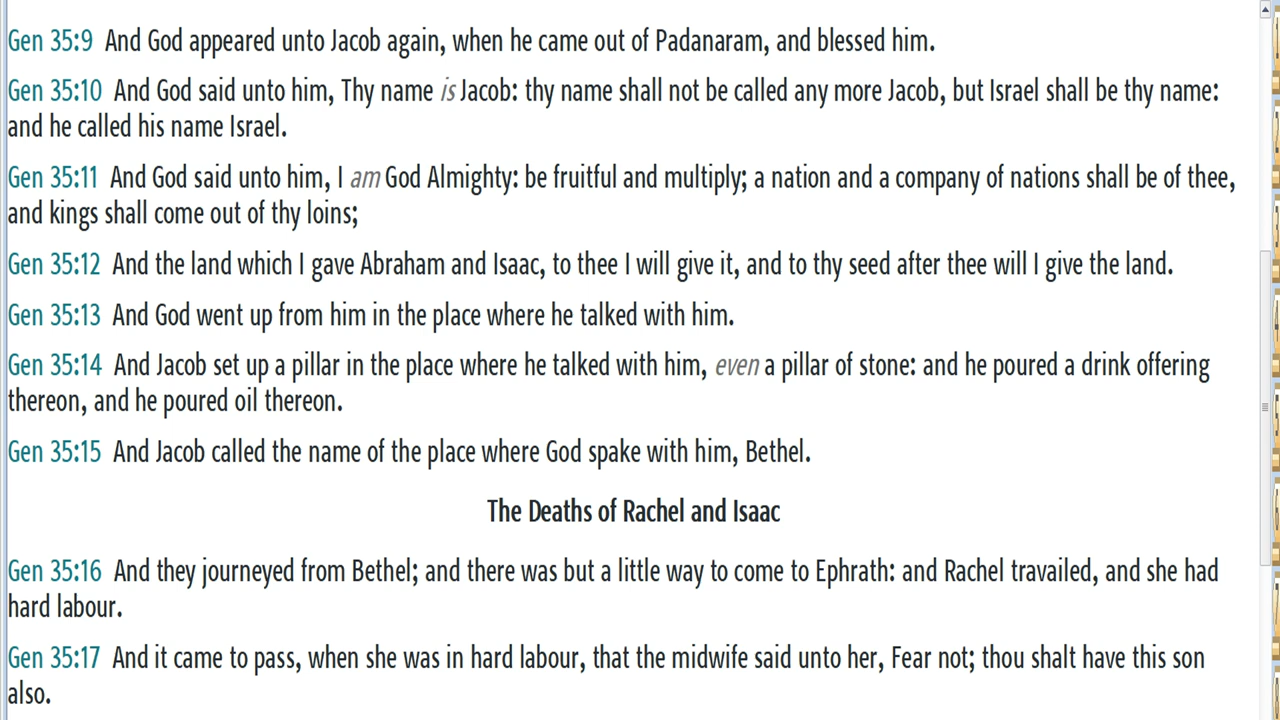 Gen 35:9 And God appeared unto Jacob again, when he came out of Padanaram, and blessed him.
Gen 35:10 And God said unto him, Thy name is Jacob: thy name shall not be called any more Jacob, but Israel shall be thy name:
and he called his name Israel.
Gen 35:11 And God said unto him, I am God Almighty: be fruitful and multiply; a nation and a company of nations shall be of thee,
and kings shall come out of thy loins;
Gen 35:12 And the land which I gave Abraham and Isaac, to thee I will give it, and to thy seed after thee will I give the land.
Gen 35:13 And God went up from him in the place where he talked with him.
Gen 35:14 And Jacob set up a pillar in the place where he talked with him, even a pillar of stone: and he poured a drink offering
thereon, and he poured oil thereon.
Gen 35:15 And Jacob called the name of the place where God spake with him, Bethel.
The Deaths of Rachel and Isaac
Gen 35:16 And they journeyed from Bethel; and there was but a little way to come to Ephrath: and Rachel travailed, and she had
hard labour.
Gen 35:17 And it came to pass, when she was in hard labour, that the midwife said unto her, Fear not; thou shalt have this son
also.